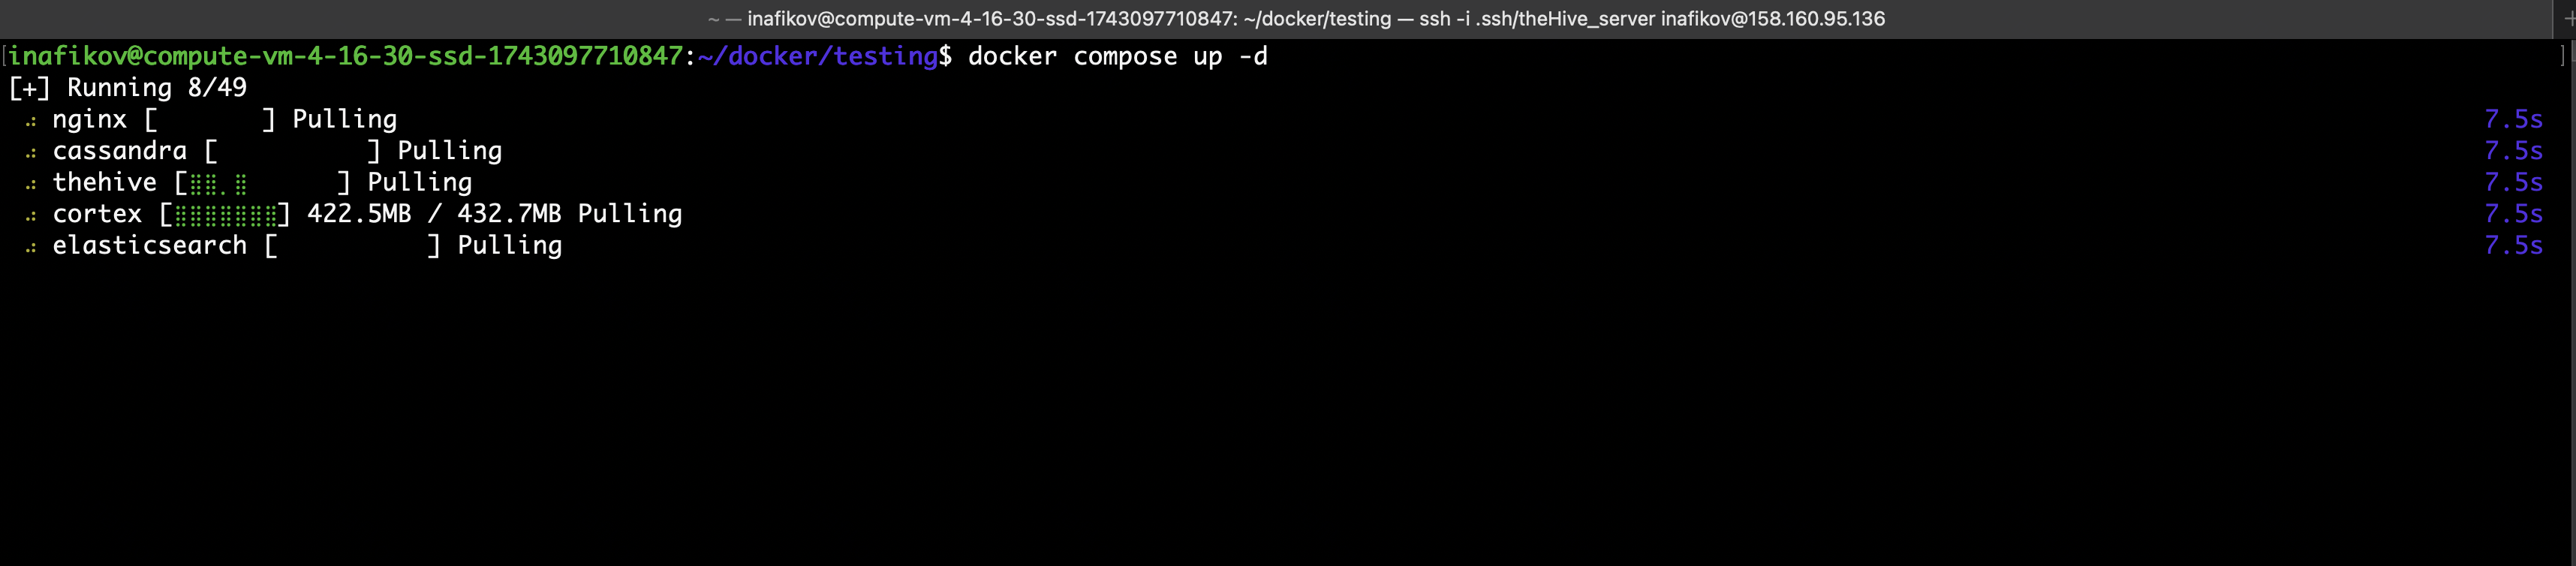 ~ — inafikov@compute-vm-4-16-30-ssd-1743097710847: ~/docker/testing — ssh -i .ssh/theHive_server inafikov@158.160.95.136
[inafikov@compute-vm-4-16-30-ssd-1743097710847:~/docker/testing$ docker compose up -d ]
[+] Running 8/49
⠴ nginx [       ] Pulling 7.5s
⠴ cassandra [          ] Pulling 7.5s
⠴ thehive [⣿⣿⡀⣿      ] Pulling 7.5s
⠴ cortex [⣿⣿⣿⣿⣿⣿⣿] 422.5MB / 432.7MB Pulling 7.5s
⠴ elasticsearch [          ] Pulling 7.5s